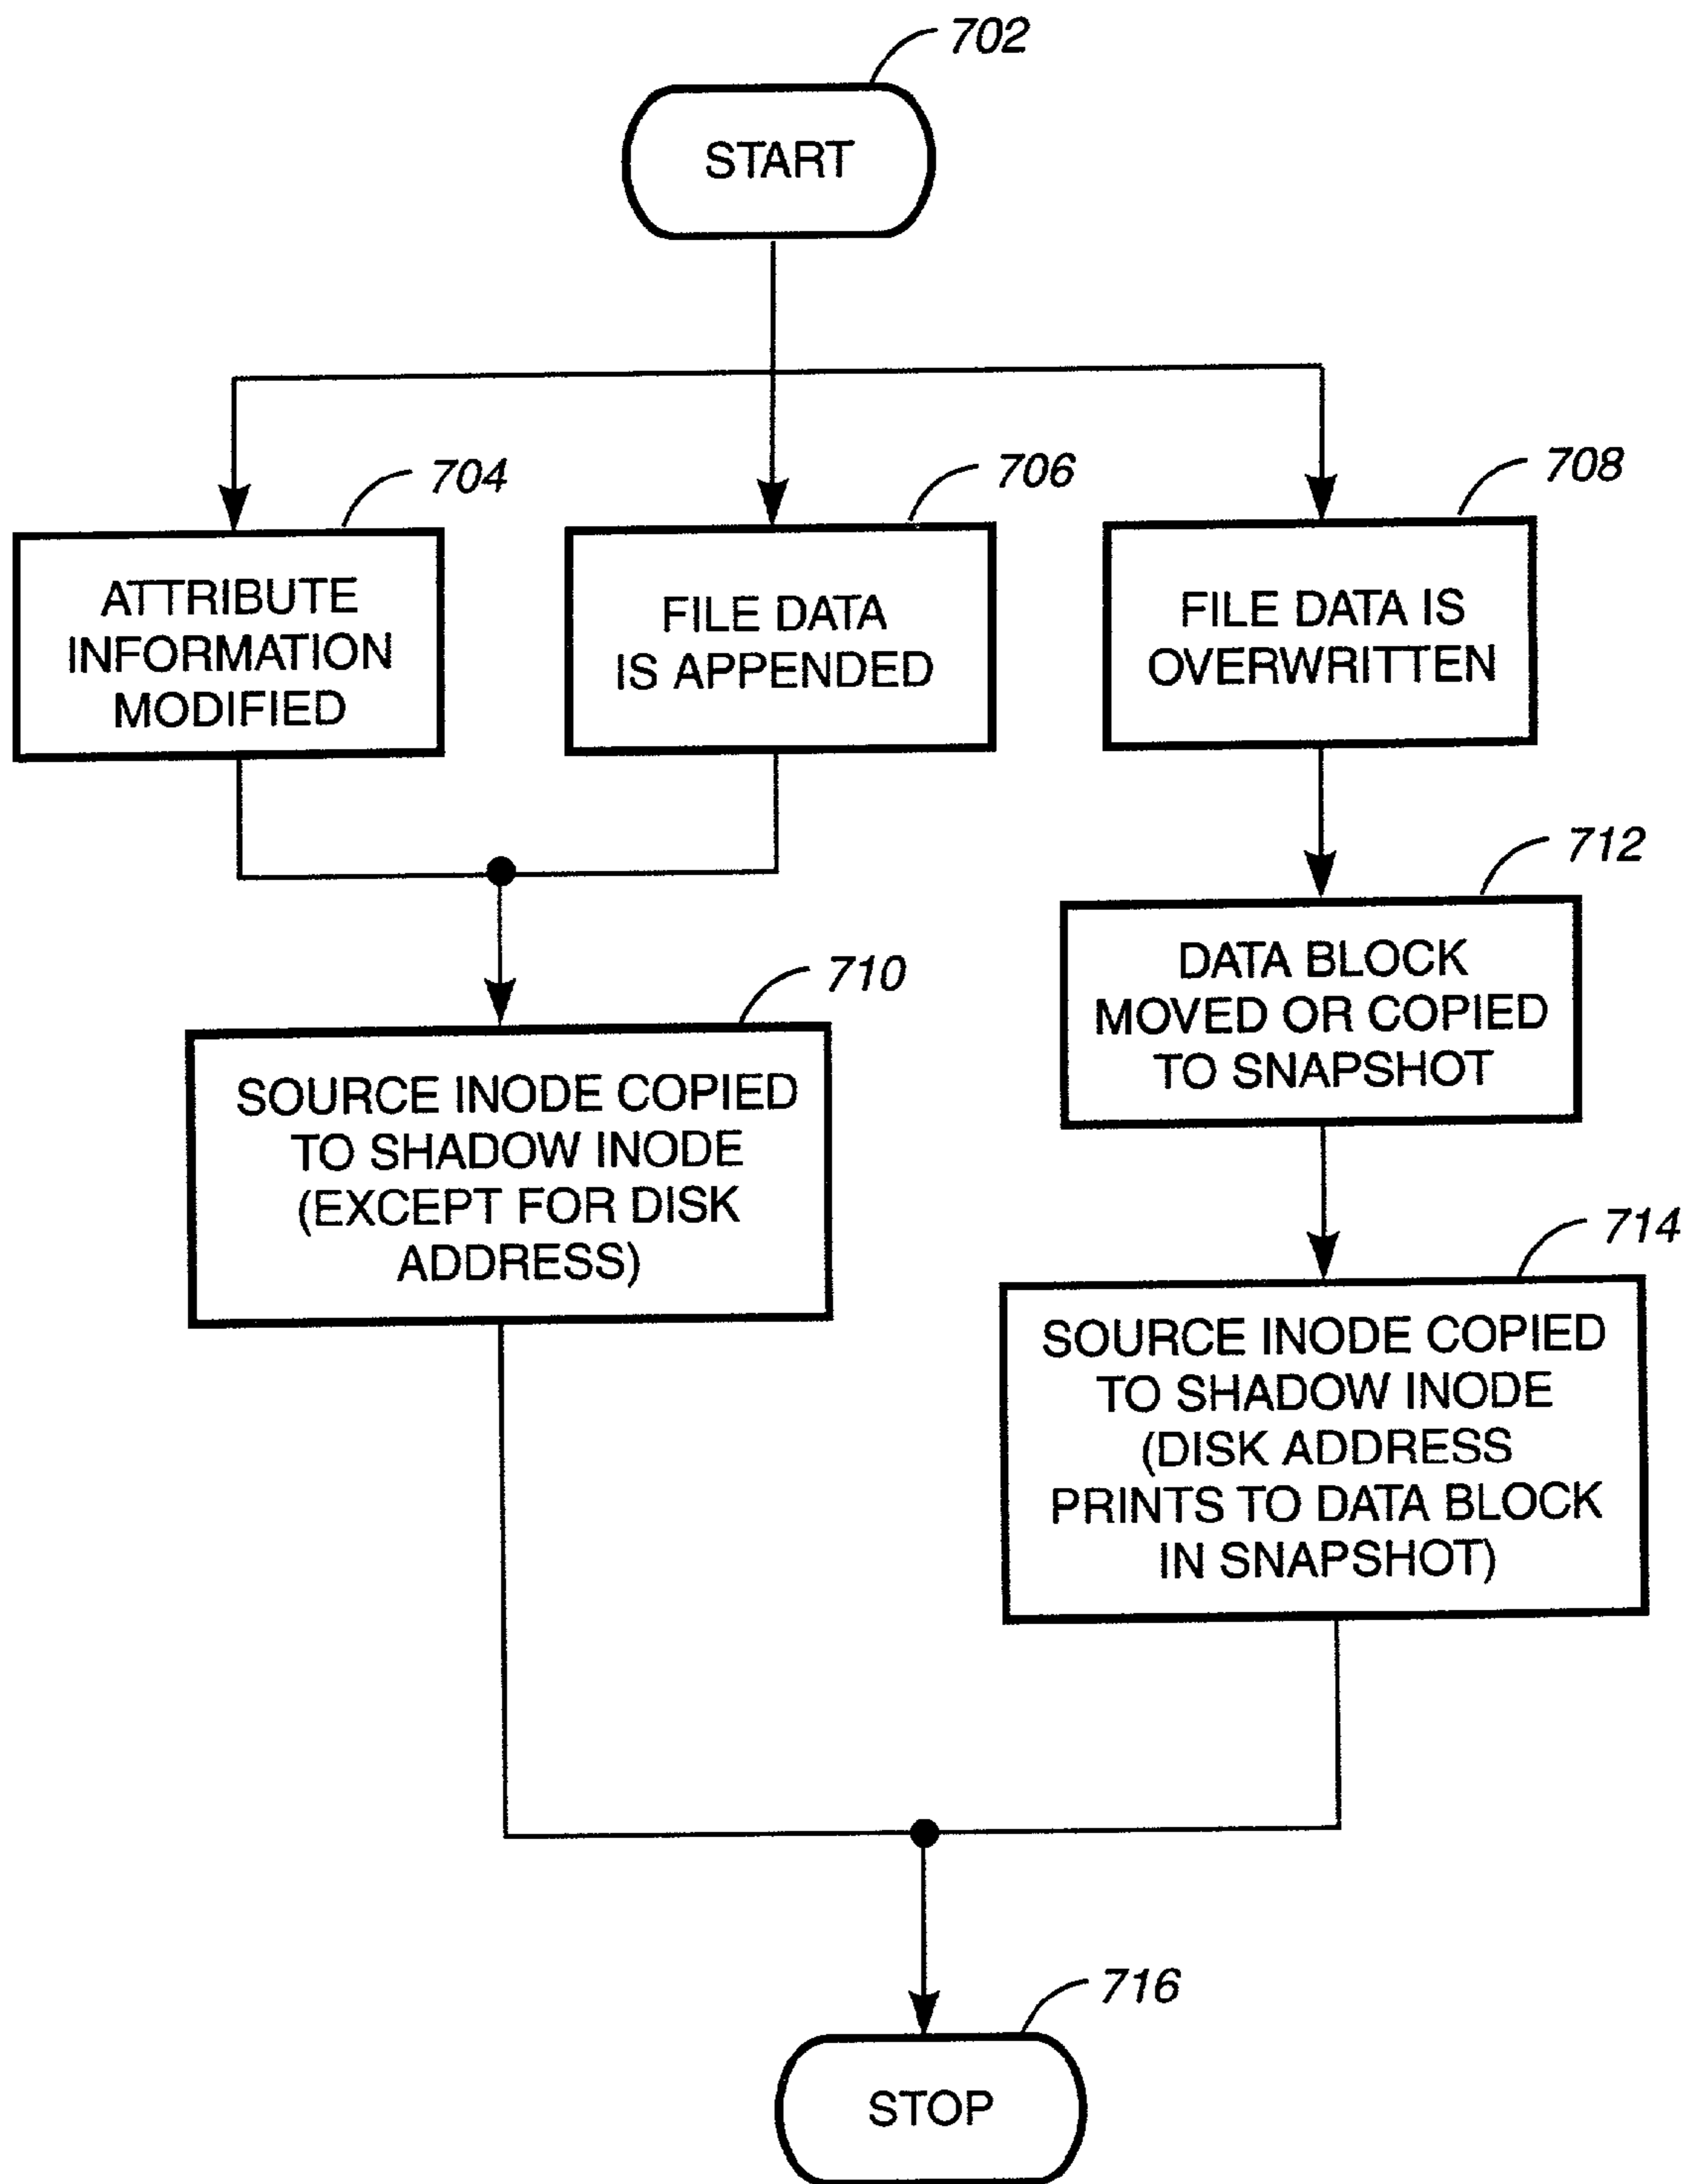 702
START
704
ATTRIBUTE
INFORMATION
MODIFIED
706
FILE DATA
IS APPENDED
708
FILE DATA IS
OVERWRITTEN
712
DATA BLOCK
MOVED OR COPIED
TO SNAPSHOT
710
SOURCE INODE COPIED
TO SHADOW INODE
(EXCEPT FOR DISK
ADDRESS)
714
SOURCE INODE COPIED
TO SHADOW INODE
(DISK ADDRESS
PRINTS TO DATA BLOCK
IN SNAPSHOT)
716
STOP